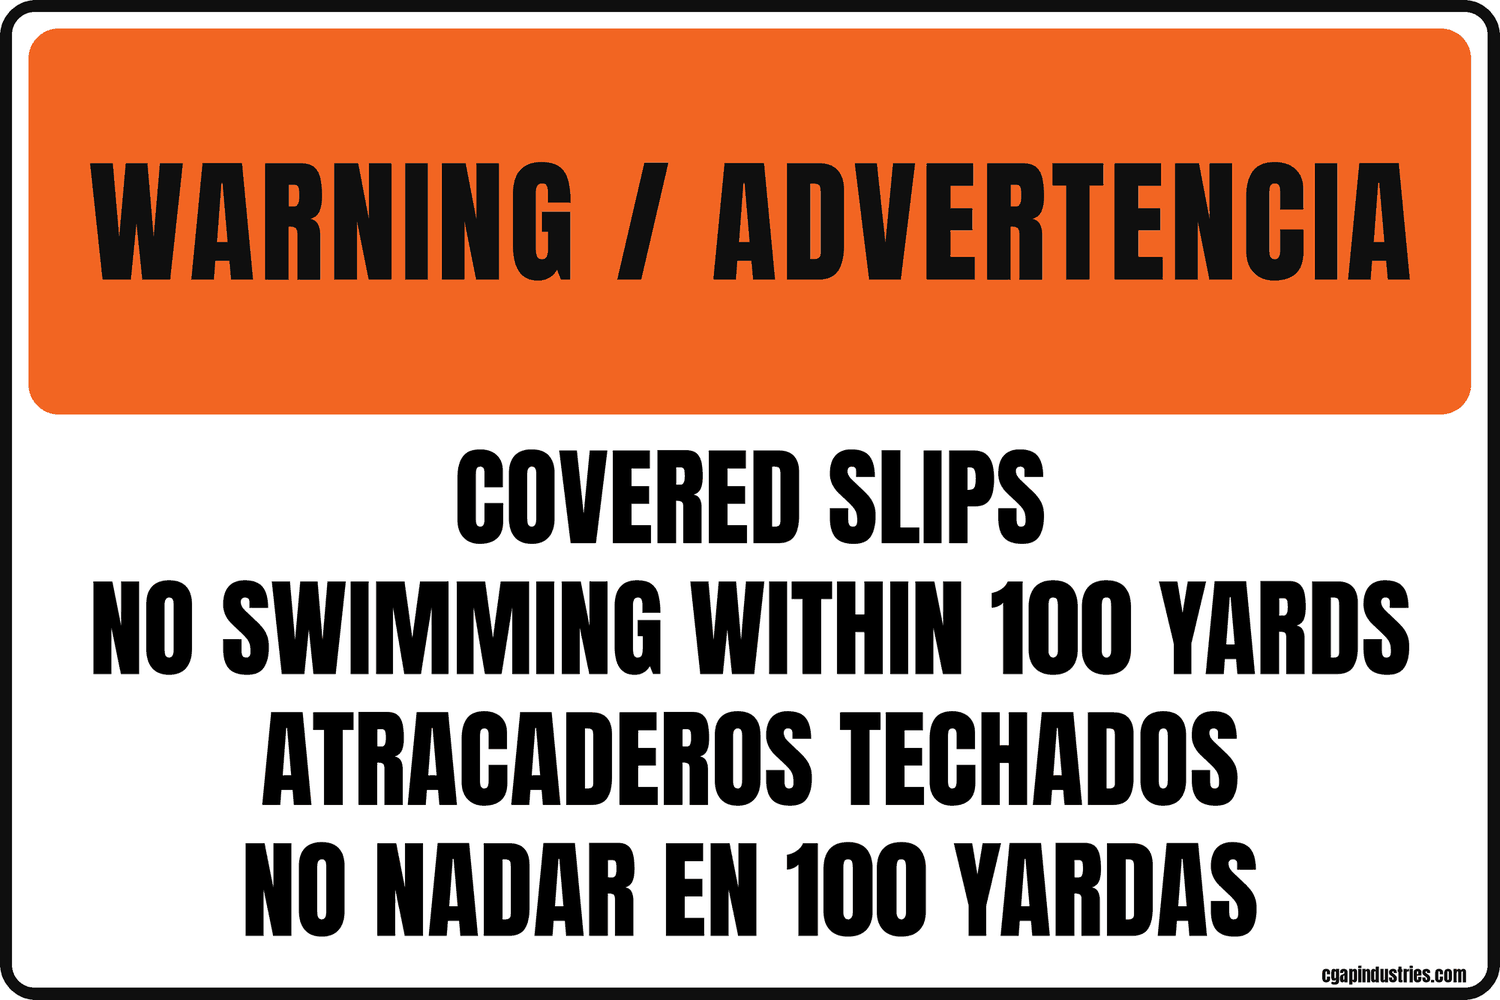 WARNING / ADVERTENCIA
COVERED SLIPS
NO SWIMMING WITHIN 100 YARDS
ATRACADEROS TECHADOS
NO NADAR EN 100 YARDAS
cgapindustries.com